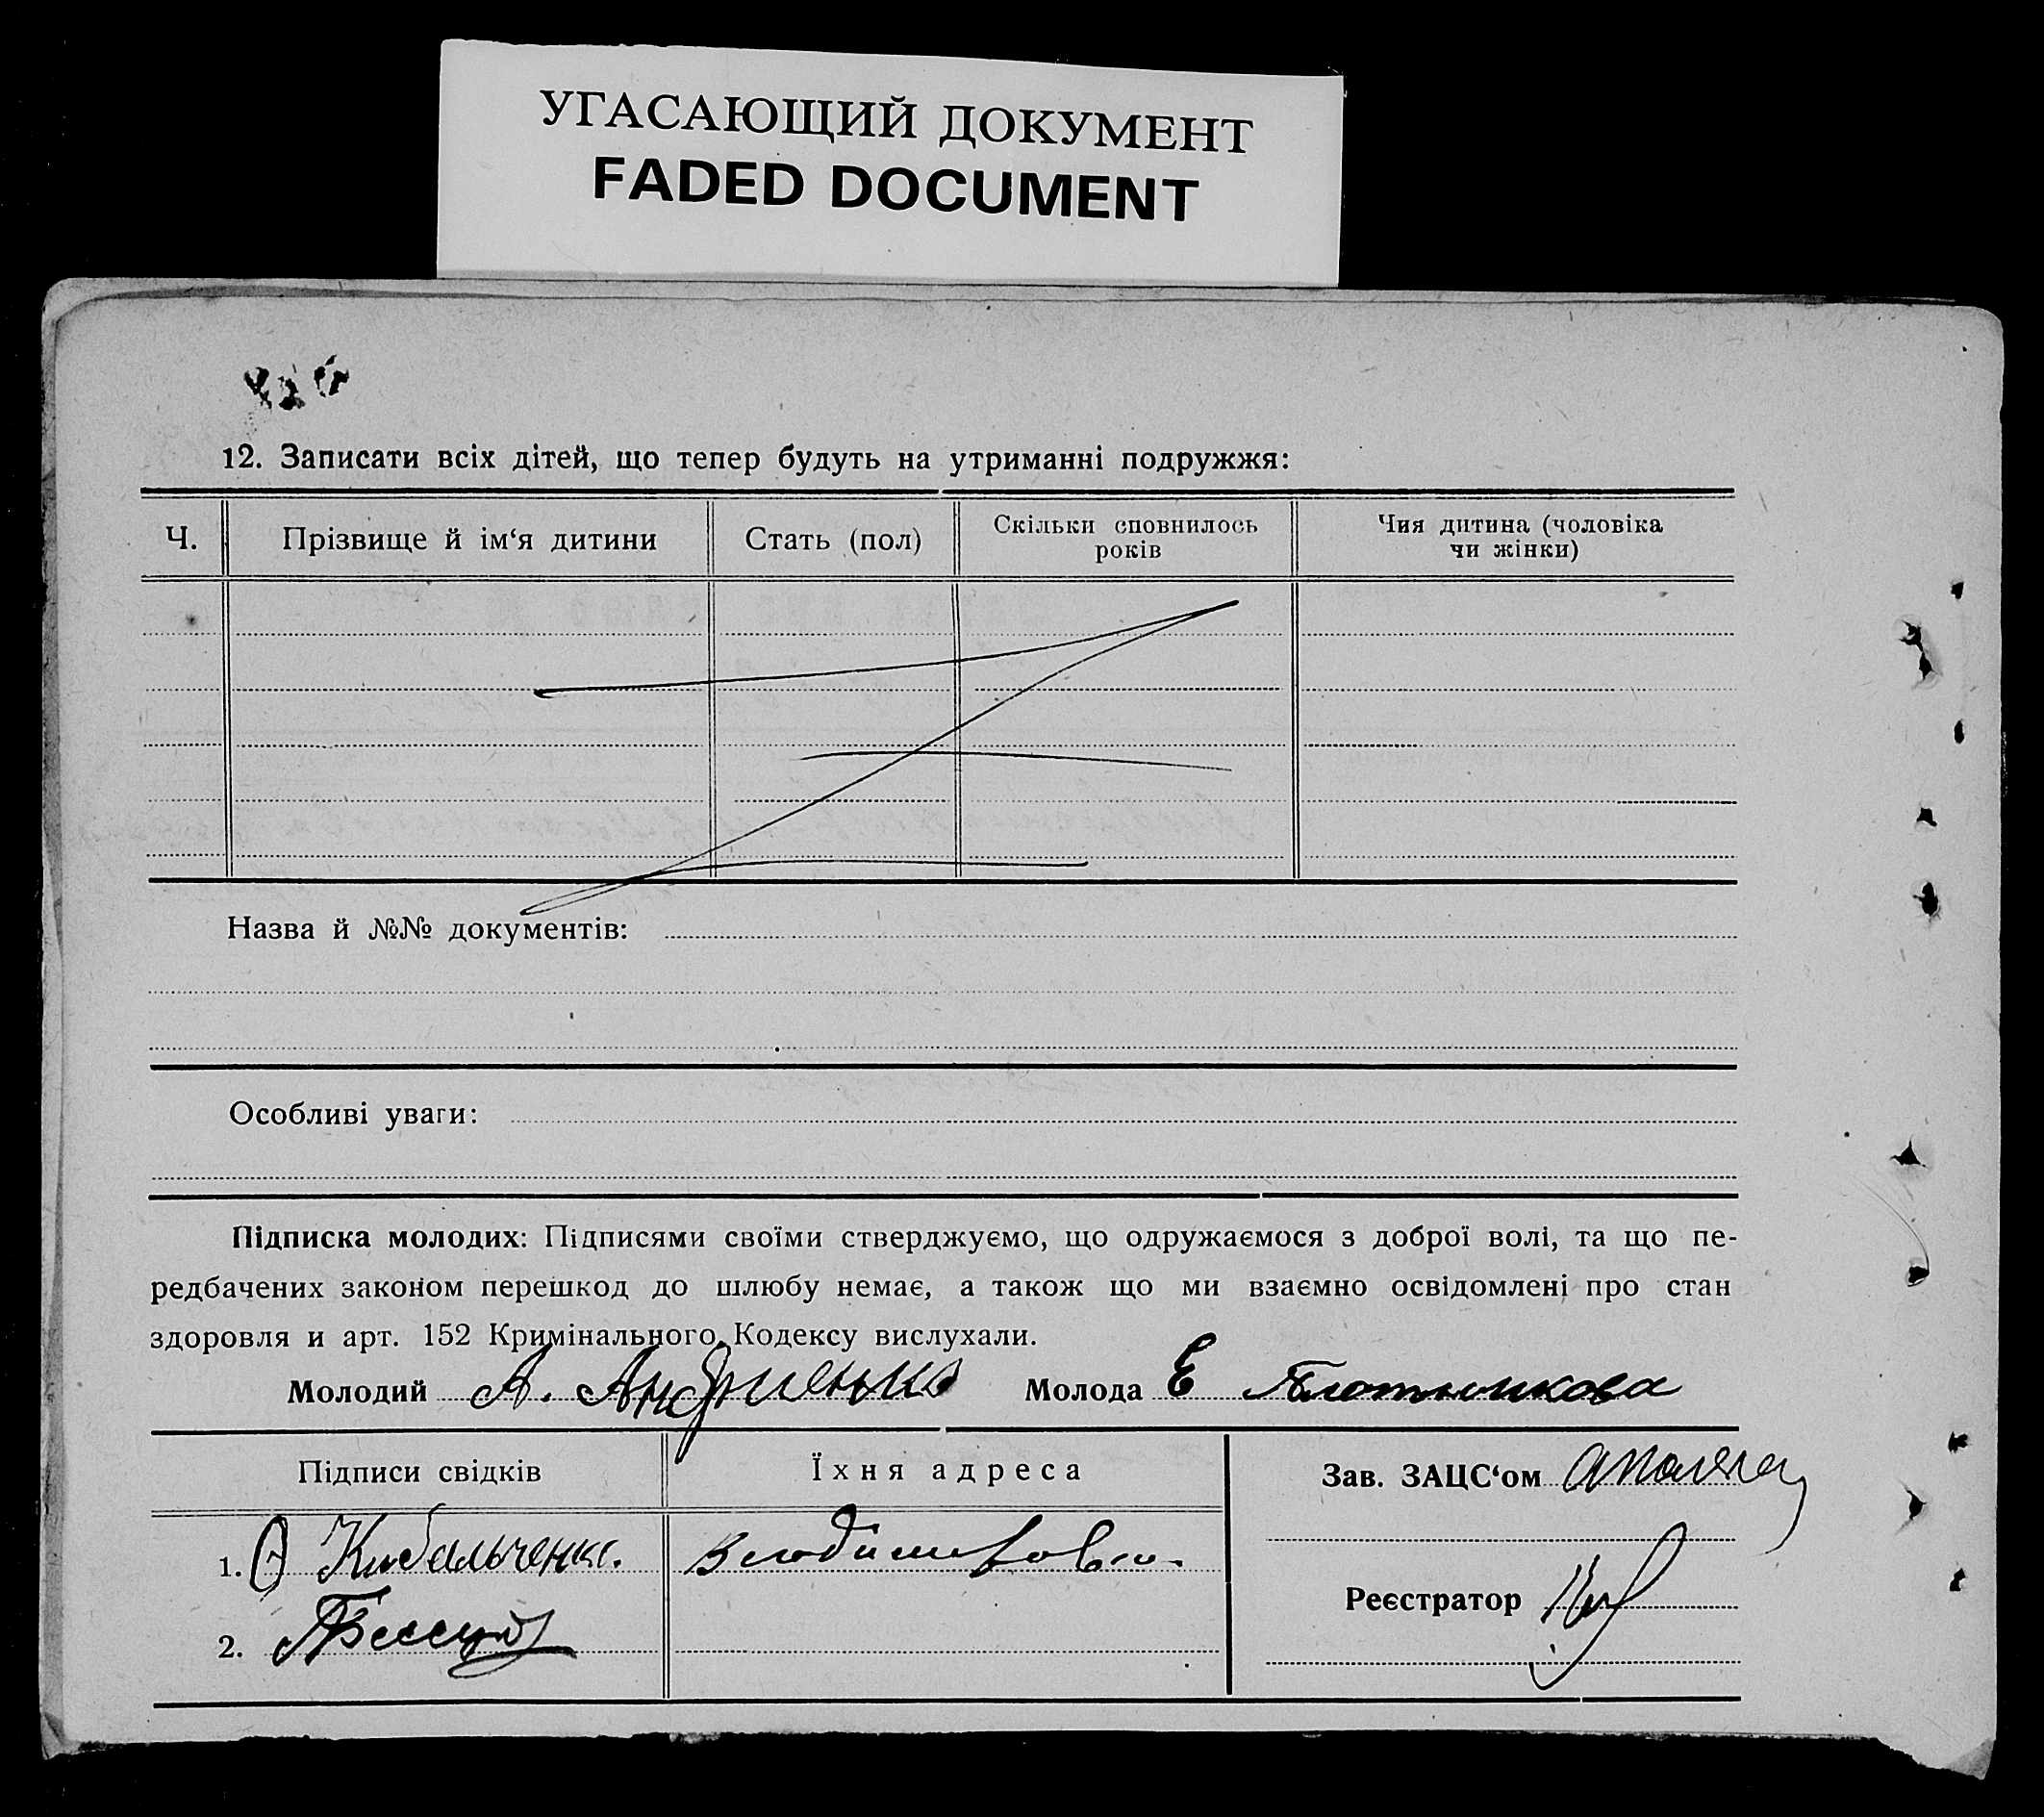 УГАСАЮЩИЙ ДОКУМЕНТ
FADED DOCUMENT
12. Записати всіх дітей, що тепер будуть на утриманні подружжя:
Ч.
Прізвище й ім‘я дитини
Стать (пол)
Скільки сповнилось
років
Чия дитина (чоловіка
чи жінки)
Назва й №№ документів:
Особливі уваги:
Підписка молодих: Підписями своїми стверджуємо, що одружаємося з доброї волі, та що пе-
редбачених законом перешкод до шлюбу немає, а також що ми взаємно освідомлені про стан
здоровля и арт. 152 Кримінального Кодексу вислухали.
Молодий А. Андриенко Молода Е Плотникова
Підписи свідків
Їхня адреса
Зав. ЗАЦС‘ом
1. О Кибальченко.
Реєстратор
2.